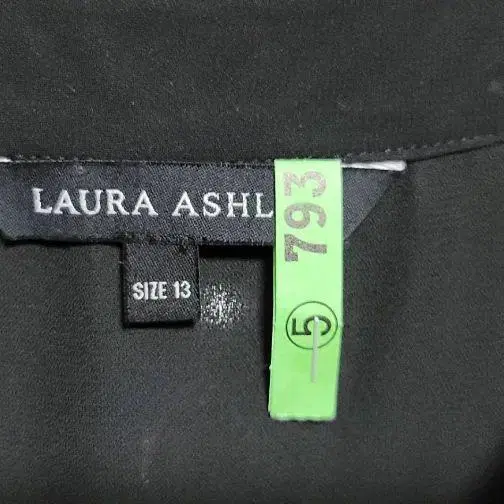 LAURA ASHL
SIZE 13
793
5